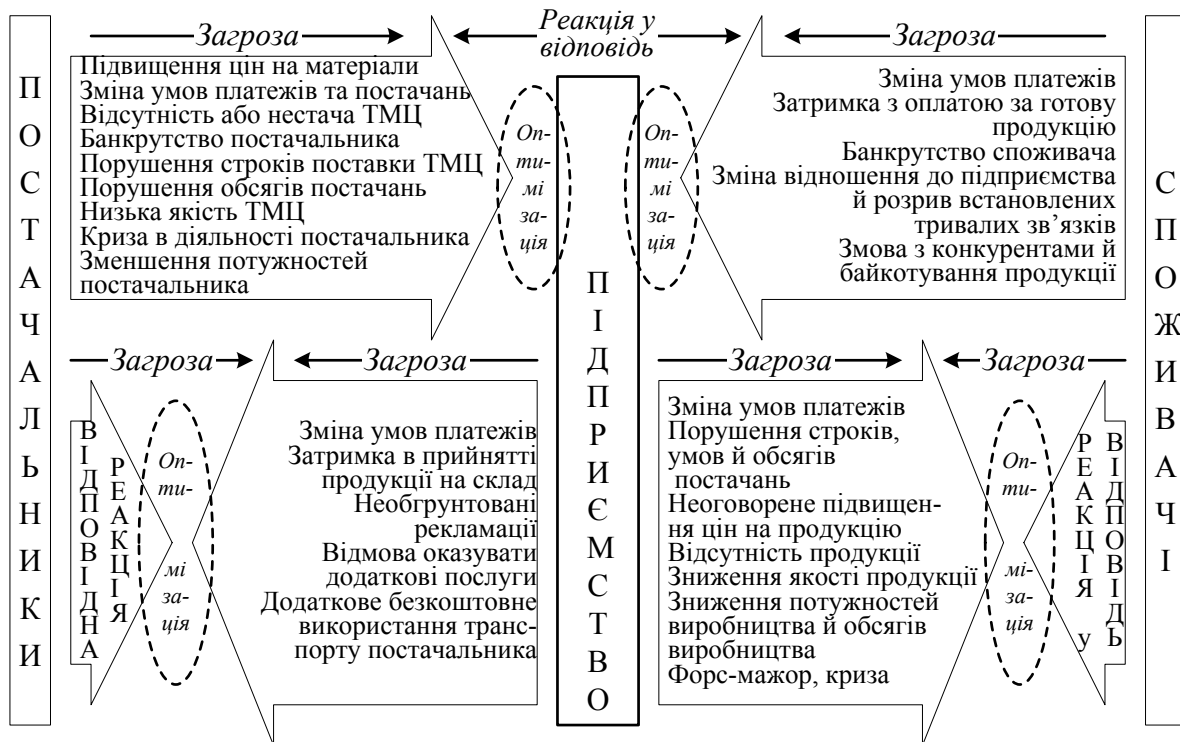 ПОСТАЧАЛЬНИКИ
Загроза
Підвищення цін на матеріали
Зміна умов платежів та постачань
Відсутність або нестача ТМЦ
Банкрутство постачальника
Порушення строків поставки ТМЦ
Порушення обсягів постачань
Низька якість ТМЦ
Криза в діяльності постачальника
Зменшення потужностей
постачальника
Оп-
ти-
мі
за-
ція
Реакція у
відповідь
ПІДПРИЄМСТВО
Оп-
ти-
мі
за-
ція
Загроза
Зміна умов платежів
Затримка з оплатою за готову
продукцію
Банкрутство споживача
Зміна відношення до підприємства
й розрив встановлених
тривалих зв’язків
Змова з конкурентами й
байкотування продукції
СПОЖИВАЧІ
Загроза
ВІДПОВІДНА
РЕАКЦІЯ
Оп-
ти-
мі
за-
ція
Загроза
Зміна умов платежів
Затримка в прийнятті
продукції на склад
Необгрунтовані
рекламації
Відмова оказувати
додаткові послуги
Додаткове безкоштовне
використання транс-
порту постачальника
Загроза
Зміна умов платежів
Порушення строків,
умов й обсягів
постачань
Неоговорене підвищен-
ня цін на продукцію
Відсутність продукції
Зниження якості продукції
Зниження потужностей
виробництва й обсягів
виробництва
Форс-мажор, криза
Оп-
ти-
мі-
за-
ція
Загроза
РЕАКЦІЯ у
ВІДПОВІДЬ